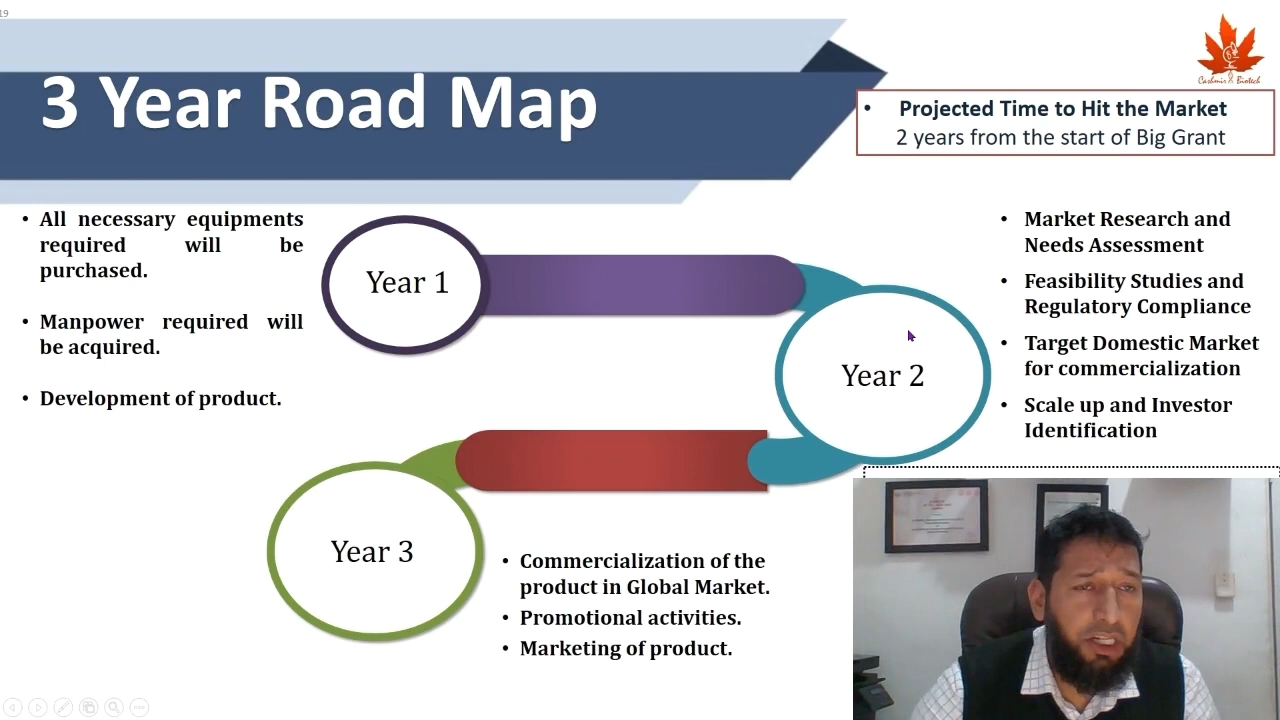 19
3 Year Road Map
Cashmir Biotech
• Projected Time to Hit the Market
2 years from the start of Big Grant
• All necessary equipments
required will be
purchased.
• Manpower required will
be acquired.
• Development of product.
Year 1
Year 2
• Market Research and
Needs Assessment
• Feasibility Studies and
Regulatory Compliance
• Target Domestic Market
for commercialization
• Scale up and Investor
Identification
Year 3
• Commercialization of the
product in Global Market.
• Promotional activities.
• Marketing of product.